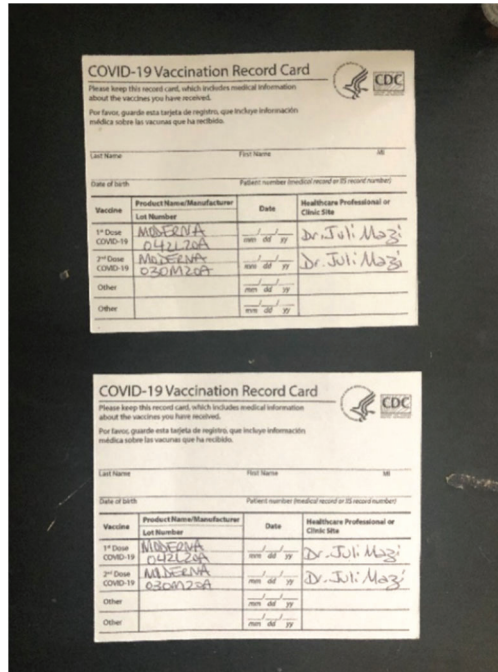 COVID-19 Vaccination Record Card
CDC
Please keep this record card, which includes medical information
about the vaccines you have received.
Por favor, guarde esta tarjeta de registro, que incluye información
médica sobre las vacunas que ha recibido.
Last Name First Name MI
Date of birth Patient number (medical record or IIS record number)
Vaccine Product Name/Manufacturer Date Healthcare Professional or
Lot Number Clinic Site
1st Dose MODERNA
COVID-19 042L20A mm dd yy Dr. Juli Mazi
2nd Dose MODERNA
COVID-19 030M20A mm dd yy Dr. Juli Mazi
Other mm dd yy
Other mm dd yy
COVID-19 Vaccination Record Card
CDC
Please keep this record card, which includes medical information
about the vaccines you have received.
Por favor, guarde esta tarjeta de registro, que incluye información
médica sobre las vacunas que ha recibido.
Last Name First Name MI
Date of birth Patient number (medical record or IIS record number)
Vaccine Product Name/Manufacturer Date Healthcare Professional or
Lot Number Clinic Site
1st Dose MODERNA
COVID-19 042L20A mm dd yy Dr. Juli Mazi
2nd Dose MODERNA
COVID-19 030M20A mm dd yy Dr. Juli Mazi
Other mm dd yy
Other mm dd yy